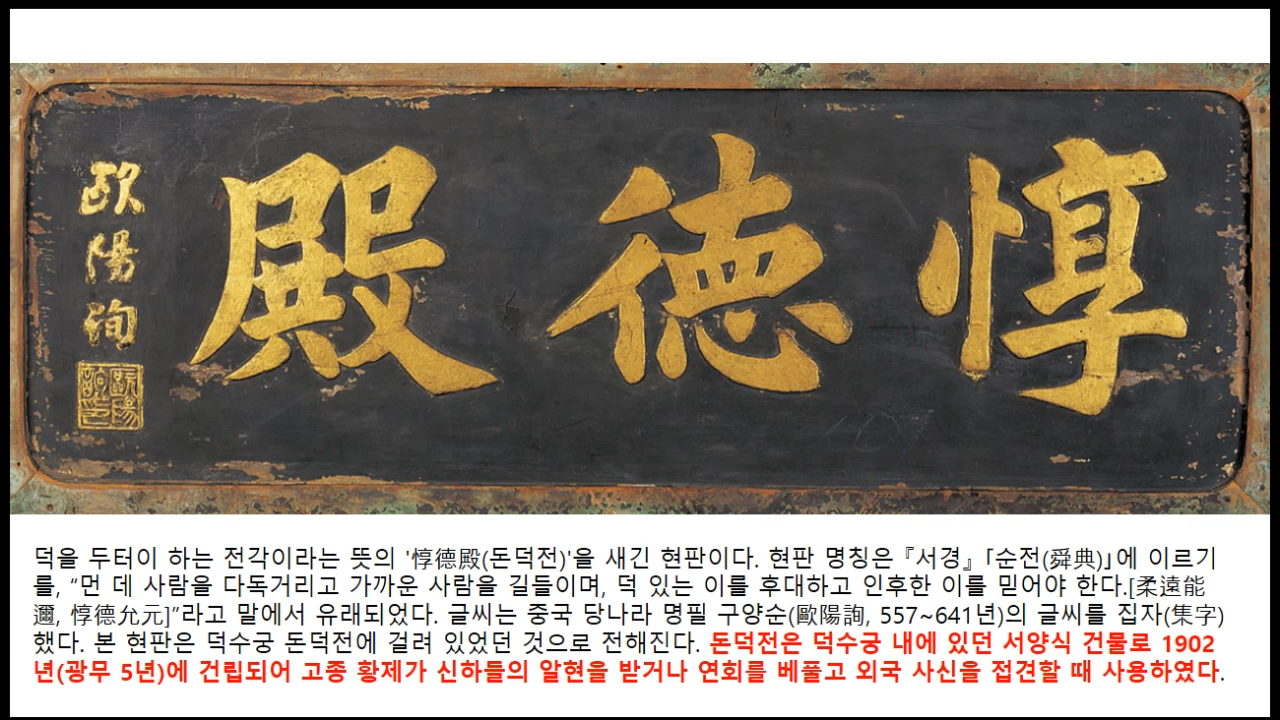 惇德殿
歐陽詢
歐陽詢印
덕을 두터이 하는 전각이라는 뜻의 '惇德殿(돈덕전)'을 새긴 현판이다. 현판 명칭은 『서경』 「순전(舜典)」에 이르기
를, “먼 데 사람을 다독거리고 가까운 사람을 길들이며, 덕 있는 이를 후대하고 인후한 이를 믿어야 한다.[柔遠能
邇, 惇德允元]”라고 말에서 유래되었다. 글씨는 중국 당나라 명필 구양순(歐陽詢, 557~641년)의 글씨를 집자(集字)
했다. 본 현판은 덕수궁 돈덕전에 걸려 있었던 것으로 전해진다. 돈덕전은 덕수궁 내에 있던 서양식 건물로 1902
년(광무 5년)에 건립되어 고종 황제가 신하들의 알현을 받거나 연회를 베풀고 외국 사신을 접견할 때 사용하였다.